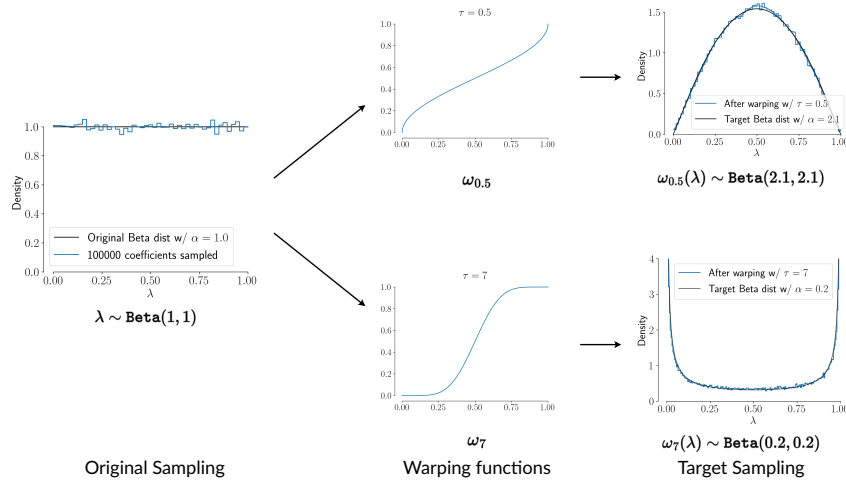 1.0
0.8
0.6
0.4
0.2
0.0
Density
Original Beta dist w/ α = 1.0
100000 coefficients sampled
0.00 0.25 0.50 0.75 1.00
λ
λ ∼ Beta(1, 1)
Original Sampling
τ = 0.5
1.0
0.8
0.6
0.4
0.2
0.0
0.00 0.25 0.50 0.75 1.00
ω0.5
τ = 7
1.0
0.8
0.6
0.4
0.2
0.0
0.00 0.25 0.50 0.75 1.00
ω7
Warping functions
1.5
1.0
0.5
0.0
Density
After warping w/ τ = 0.5
Target Beta dist w/ α = 2.1
0.00 0.25 0.50 0.75 1.00
λ
ω0.5(λ) ∼ Beta(2.1, 2.1)
4
3
2
1
0
Density
After warping w/ τ = 7
Target Beta dist w/ α = 0.2
0.00 0.25 0.50 0.75 1.00
λ
ω7(λ) ∼ Beta(0.2, 0.2)
Target Sampling